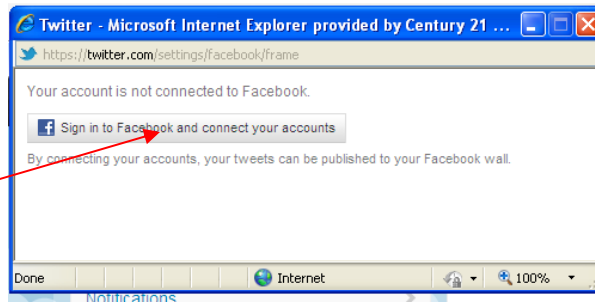 Twitter - Microsoft Internet Explorer provided by Century 21 ...
https://twitter.com/settings/facebook/frame
Your account is not connected to Facebook.
Sign in to Facebook and connect your accounts
By connecting your accounts, your tweets can be published to your Facebook wall.
Done Internet 100%
Notifications